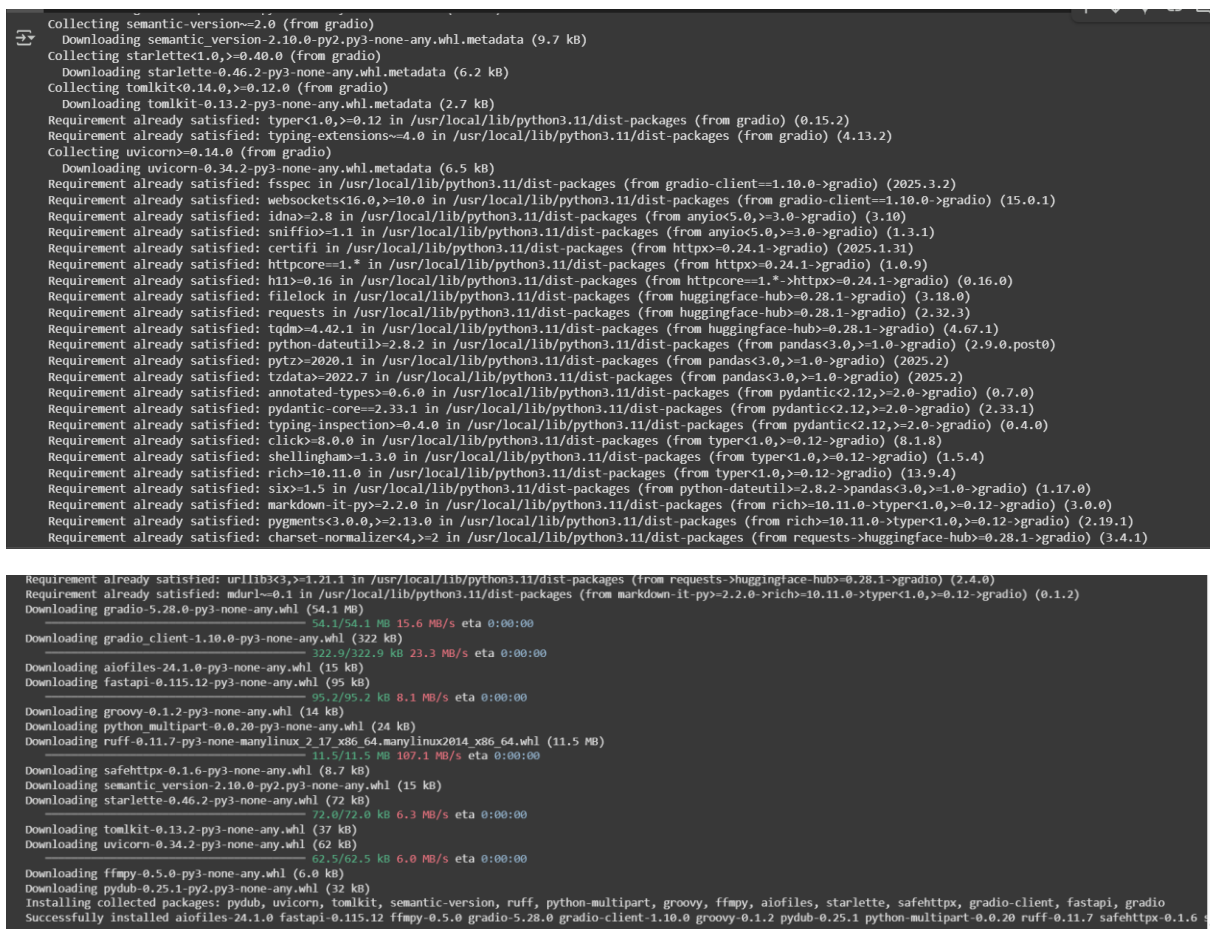 Collecting semantic-version~=2.0 (from gradio)
Downloading semantic_version-2.10.0-py2.py3-none-any.whl.metadata (9.7 kB)
Collecting starlette<1.0,>=0.40.0 (from gradio)
Downloading starlette-0.46.2-py3-none-any.whl.metadata (6.2 kB)
Collecting tomlkit<0.14.0,>=0.12.0 (from gradio)
Downloading tomlkit-0.13.2-py3-none-any.whl.metadata (2.7 kB)
Requirement already satisfied: typer<1.0,>=0.12 in /usr/local/lib/python3.11/dist-packages (from gradio) (0.15.2)
Requirement already satisfied: typing-extensions~=4.0 in /usr/local/lib/python3.11/dist-packages (from gradio) (4.13.2)
Collecting uvicorn>=0.14.0 (from gradio)
Downloading uvicorn-0.34.2-py3-none-any.whl.metadata (6.5 kB)
Requirement already satisfied: fsspec in /usr/local/lib/python3.11/dist-packages (from gradio-client==1.10.0->gradio) (2025.3.2)
Requirement already satisfied: websockets<16.0,>=10.0 in /usr/local/lib/python3.11/dist-packages (from gradio-client==1.10.0->gradio) (15.0.1)
Requirement already satisfied: idna>=2.8 in /usr/local/lib/python3.11/dist-packages (from anyio<5.0,>=3.0->gradio) (3.10)
Requirement already satisfied: sniffio>=1.1 in /usr/local/lib/python3.11/dist-packages (from anyio<5.0,>=3.0->gradio) (1.3.1)
Requirement already satisfied: certifi in /usr/local/lib/python3.11/dist-packages (from httpx>=0.24.1->gradio) (2025.1.31)
Requirement already satisfied: httpcore==1.* in /usr/local/lib/python3.11/dist-packages (from httpx>=0.24.1->gradio) (1.0.9)
Requirement already satisfied: h11>=0.16 in /usr/local/lib/python3.11/dist-packages (from httpcore==1.*->httpx>=0.24.1->gradio) (0.16.0)
Requirement already satisfied: filelock in /usr/local/lib/python3.11/dist-packages (from huggingface-hub>=0.28.1->gradio) (3.18.0)
Requirement already satisfied: requests in /usr/local/lib/python3.11/dist-packages (from huggingface-hub>=0.28.1->gradio) (2.32.3)
Requirement already satisfied: tqdm>=4.42.1 in /usr/local/lib/python3.11/dist-packages (from huggingface-hub>=0.28.1->gradio) (4.67.1)
Requirement already satisfied: python-dateutil>=2.8.2 in /usr/local/lib/python3.11/dist-packages (from pandas<3.0,>=1.0->gradio) (2.9.0.post0)
Requirement already satisfied: pytz>=2020.1 in /usr/local/lib/python3.11/dist-packages (from pandas<3.0,>=1.0->gradio) (2025.2)
Requirement already satisfied: tzdata>=2022.7 in /usr/local/lib/python3.11/dist-packages (from pandas<3.0,>=1.0->gradio) (2025.2)
Requirement already satisfied: annotated-types>=0.6.0 in /usr/local/lib/python3.11/dist-packages (from pydantic<2.12,>=2.0->gradio) (0.7.0)
Requirement already satisfied: pydantic-core==2.33.1 in /usr/local/lib/python3.11/dist-packages (from pydantic<2.12,>=2.0->gradio) (2.33.1)
Requirement already satisfied: typing-inspection>=0.4.0 in /usr/local/lib/python3.11/dist-packages (from pydantic<2.12,>=2.0->gradio) (0.4.0)
Requirement already satisfied: click>=8.0.0 in /usr/local/lib/python3.11/dist-packages (from typer<1.0,>=0.12->gradio) (8.1.8)
Requirement already satisfied: shellingham>=1.3.0 in /usr/local/lib/python3.11/dist-packages (from typer<1.0,>=0.12->gradio) (1.5.4)
Requirement already satisfied: rich>=10.11.0 in /usr/local/lib/python3.11/dist-packages (from typer<1.0,>=0.12->gradio) (13.9.4)
Requirement already satisfied: six>=1.5 in /usr/local/lib/python3.11/dist-packages (from python-dateutil>=2.8.2->pandas<3.0,>=1.0->gradio) (1.17.0)
Requirement already satisfied: markdown-it-py>=2.2.0 in /usr/local/lib/python3.11/dist-packages (from rich>=10.11.0->typer<1.0,>=0.12->gradio) (3.0.0)
Requirement already satisfied: pygments<3.0.0,>=2.13.0 in /usr/local/lib/python3.11/dist-packages (from rich>=10.11.0->typer<1.0,>=0.12->gradio) (2.19.1)
Requirement already satisfied: charset-normalizer<4,>=2 in /usr/local/lib/python3.11/dist-packages (from requests->huggingface-hub>=0.28.1->gradio) (3.4.1)
Requirement already satisfied: urllib3<3,>=1.21.1 in /usr/local/lib/python3.11/dist-packages (from requests->huggingface-hub>=0.28.1->gradio) (2.4.0)
Requirement already satisfied: mdurl~=0.1 in /usr/local/lib/python3.11/dist-packages (from markdown-it-py>=2.2.0->rich>=10.11.0->typer<1.0,>=0.12->gradio) (0.1.2)
Downloading gradio-5.28.0-py3-none-any.whl (54.1 MB)
54.1/54.1 MB 15.6 MB/s eta 0:00:00
Downloading gradio_client-1.10.0-py3-none-any.whl (322 kB)
322.9/322.9 kB 23.3 MB/s eta 0:00:00
Downloading aiofiles-24.1.0-py3-none-any.whl (15 kB)
Downloading fastapi-0.115.12-py3-none-any.whl (95 kB)
95.2/95.2 kB 8.1 MB/s eta 0:00:00
Downloading groovy-0.1.2-py3-none-any.whl (14 kB)
Downloading python_multipart-0.0.20-py3-none-any.whl (24 kB)
Downloading ruff-0.11.7-py3-none-manylinux_2_17_x86_64.manylinux2014_x86_64.whl (11.5 MB)
11.5/11.5 MB 107.1 MB/s eta 0:00:00
Downloading safehttpx-0.1.6-py3-none-any.whl (8.7 kB)
Downloading semantic_version-2.10.0-py2.py3-none-any.whl (15 kB)
Downloading starlette-0.46.2-py3-none-any.whl (72 kB)
72.0/72.0 kB 6.3 MB/s eta 0:00:00
Downloading tomlkit-0.13.2-py3-none-any.whl (37 kB)
Downloading uvicorn-0.34.2-py3-none-any.whl (62 kB)
62.5/62.5 kB 6.0 MB/s eta 0:00:00
Downloading ffmpy-0.5.0-py3-none-any.whl (6.0 kB)
Downloading pydub-0.25.1-py2.py3-none-any.whl (32 kB)
Installing collected packages: pydub, uvicorn, tomlkit, semantic-version, ruff, python-multipart, groovy, ffmpy, aiofiles, starlette, safehttpx, gradio-client, fastapi, gradio
Successfully installed aiofiles-24.1.0 fastapi-0.115.12 ffmpy-0.5.0 gradio-5.28.0 gradio-client-1.10.0 groovy-0.1.2 pydub-0.25.1 python-multipart-0.0.20 ruff-0.11.7 safehttpx-0.1.6